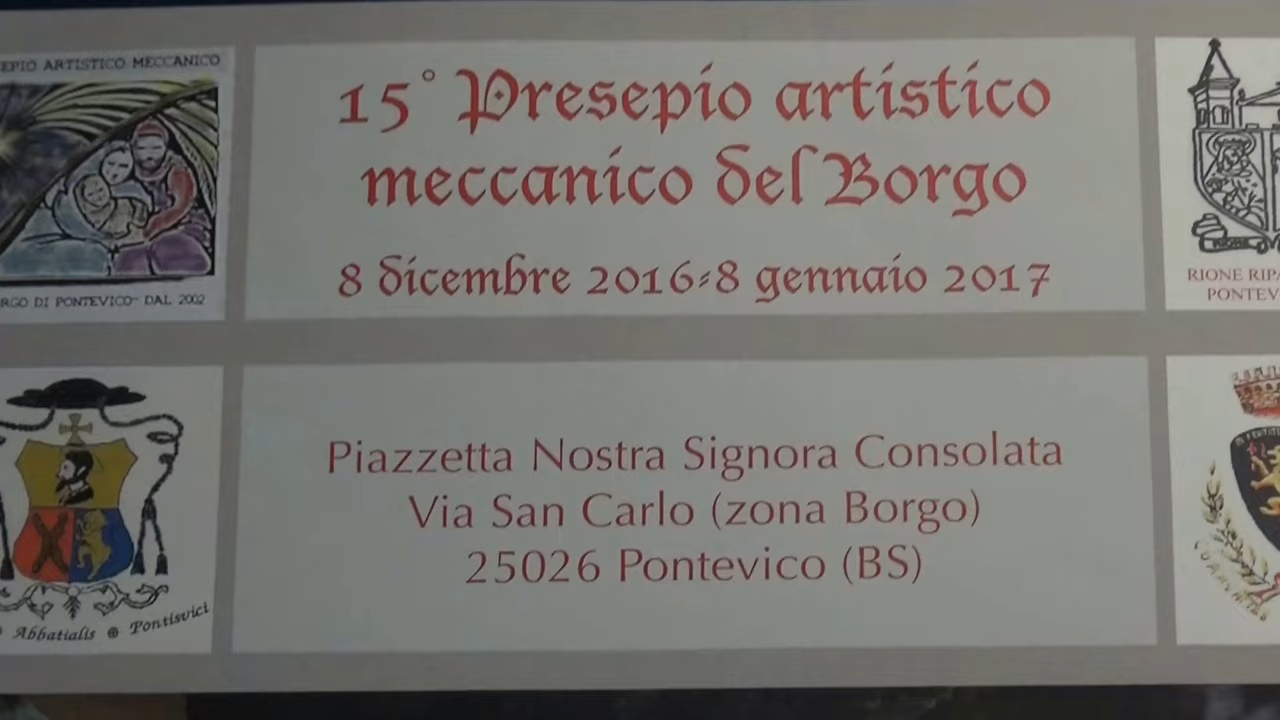 EPIO ARTISTICO MECCANICO
RGO DI PONTEVICO" DAL 2002
15° Presepio artistico
meccanico del Borgo
8 dicembre 2016-8 gennaio 2017
RIONE RIPA
PONTEV
Abbatialis Pontisvici
Piazzetta Nostra Signora Consolata
Via San Carlo (zona Borgo)
25026 Pontevico (BS)